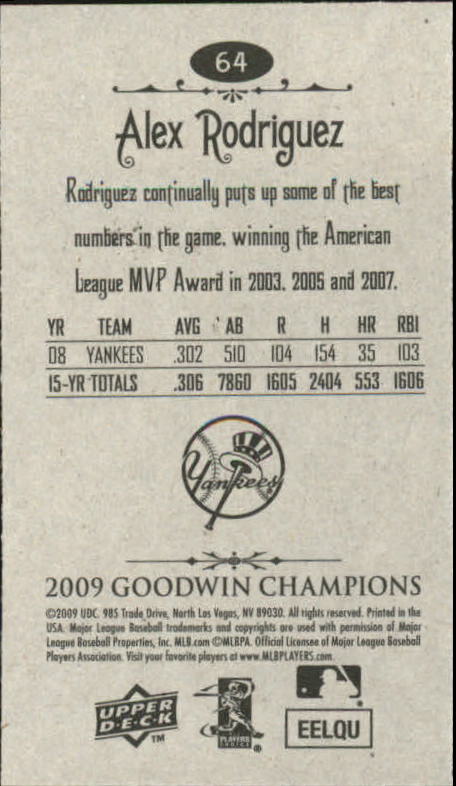 64
Alex Rodriguez
Rodriguez continually puts up some of the best
numbers in the game, winning the American
League MVP Award in 2003, 2005 and 2007.
YR TEAM AVG AB R H HR RBI
08 YANKEES .302 510 104 154 35 103
15-YR TOTALS .306 7860 1605 2404 553 1606
Yankees
2009 GOODWIN CHAMPIONS
©2009 UDC. 985 Trade Drive, North Las Vegas, NV 89030. All rights reserved. Printed in the
USA. Major League Baseball trademarks and copyrights are used with permission of Major
League Baseball Properties, Inc. MLB.com ©MLBPA. Official Licensee of Major League Baseball
Players Association. Visit your favorite players at www.MLBPLAYERS.com.
UPPER
D·E·C·K
TM
PLAYERS
CHOICE
®
EELQU